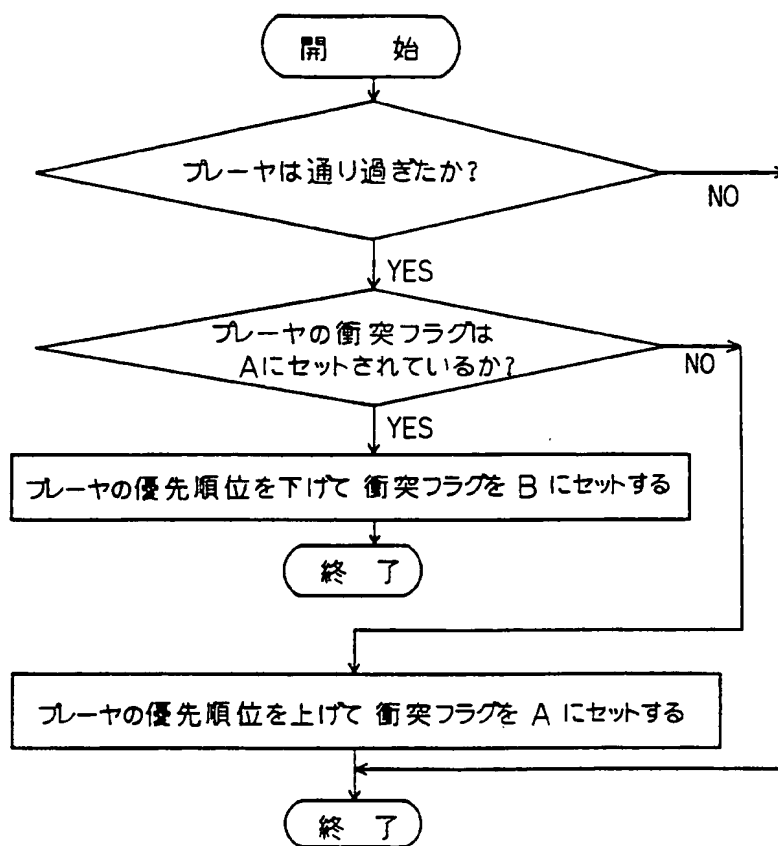 開 始
プレーヤは通り過ぎたか?
NO
YES
プレーヤの衝突フラグは
Aにセットされているか?
NO
YES
プレーヤの優先順位を下げて 衝突フラグを B にセットする
終 了
プレーヤの優先順位を上げて 衝突フラグを A にセットする
終 了